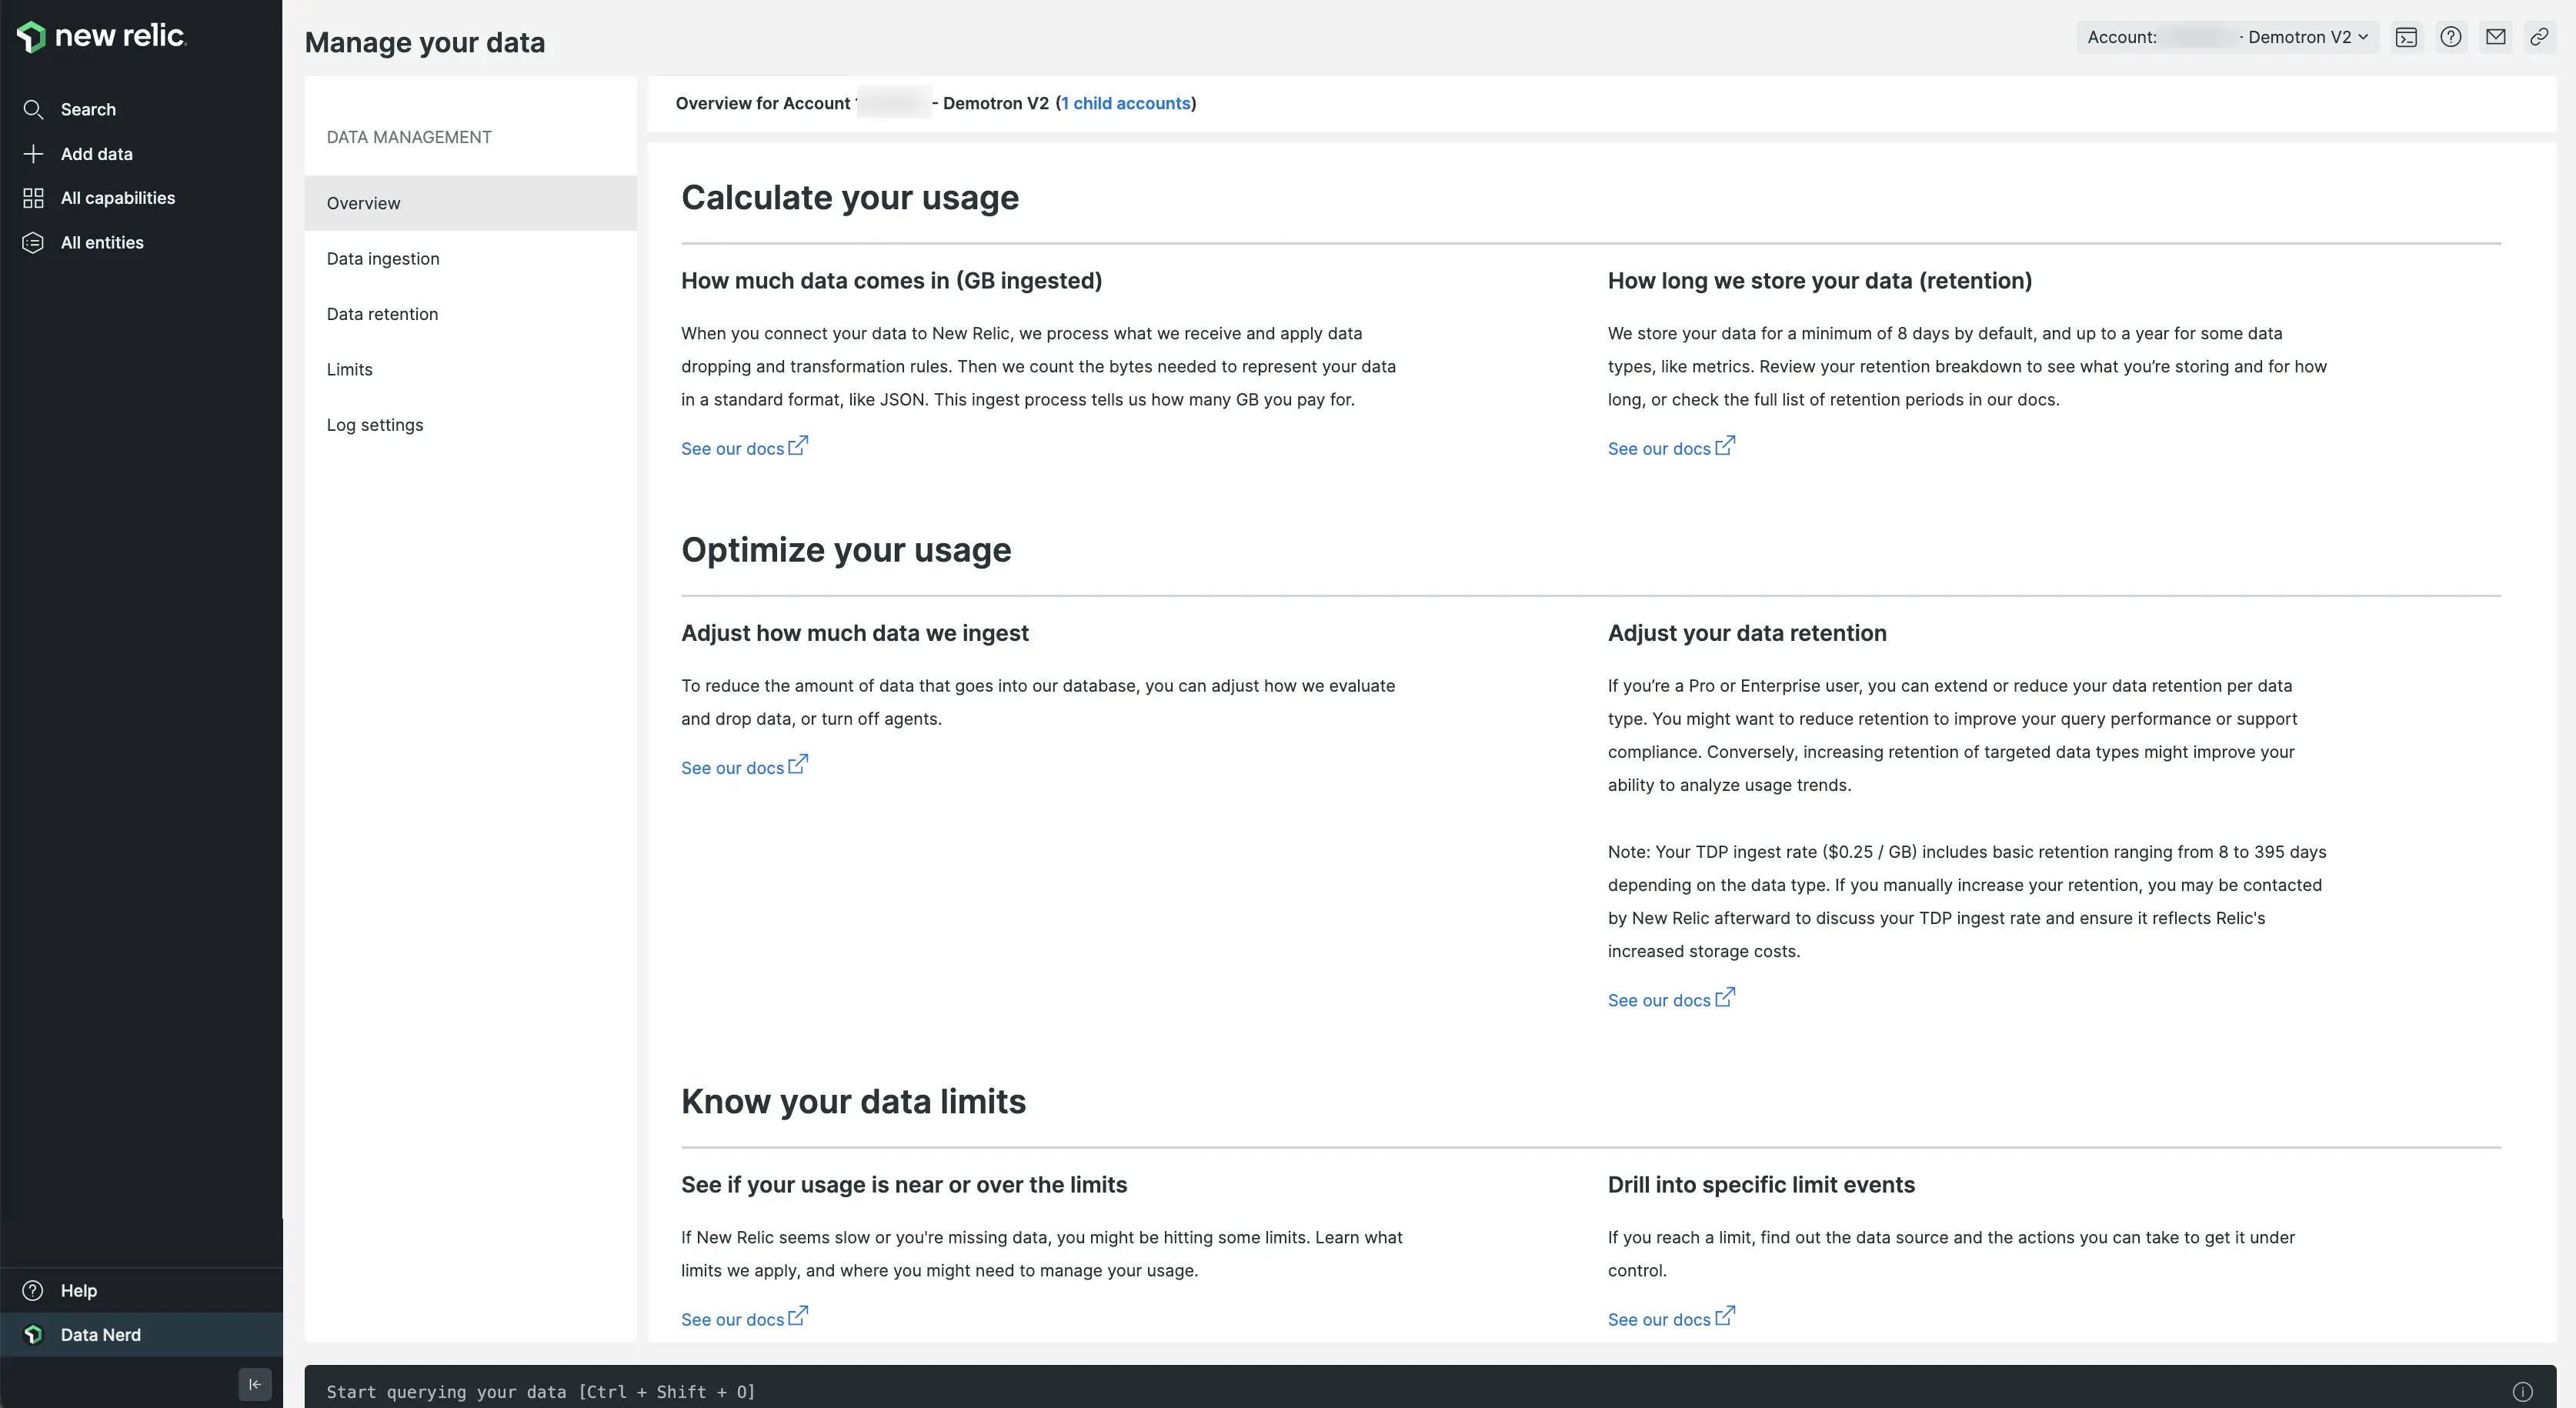 new relic
Search
Add data
All capabilities
All entities
Help
Data Nerd
Manage your data
Account: - Demotron V2
DATA MANAGEMENT
Overview
Data ingestion
Data retention
Limits
Log settings
Overview for Account - Demotron V2 (1 child accounts)
Calculate your usage
How much data comes in (GB ingested)
When you connect your data to New Relic, we process what we receive and apply data
dropping and transformation rules. Then we count the bytes needed to represent your data
in a standard format, like JSON. This ingest process tells us how many GB you pay for.
See our docs
How long we store your data (retention)
We store your data for a minimum of 8 days by default, and up to a year for some data
types, like metrics. Review your retention breakdown to see what you’re storing and for how
long, or check the full list of retention periods in our docs.
See our docs
Optimize your usage
Adjust how much data we ingest
To reduce the amount of data that goes into our database, you can adjust how we evaluate
and drop data, or turn off agents.
See our docs
Adjust your data retention
If you’re a Pro or Enterprise user, you can extend or reduce your data retention per data
type. You might want to reduce retention to improve your query performance or support
compliance. Conversely, increasing retention of targeted data types might improve your
ability to analyze usage trends.
Note: Your TDP ingest rate ($0.25 / GB) includes basic retention ranging from 8 to 395 days
depending on the data type. If you manually increase your retention, you may be contacted
by New Relic afterward to discuss your TDP ingest rate and ensure it reflects Relic's
increased storage costs.
See our docs
Know your data limits
See if your usage is near or over the limits
If New Relic seems slow or you're missing data, you might be hitting some limits. Learn what
limits we apply, and where you might need to manage your usage.
See our docs
Drill into specific limit events
If you reach a limit, find out the data source and the actions you can take to get it under
control.
See our docs
Start querying your data [Ctrl + Shift + O]